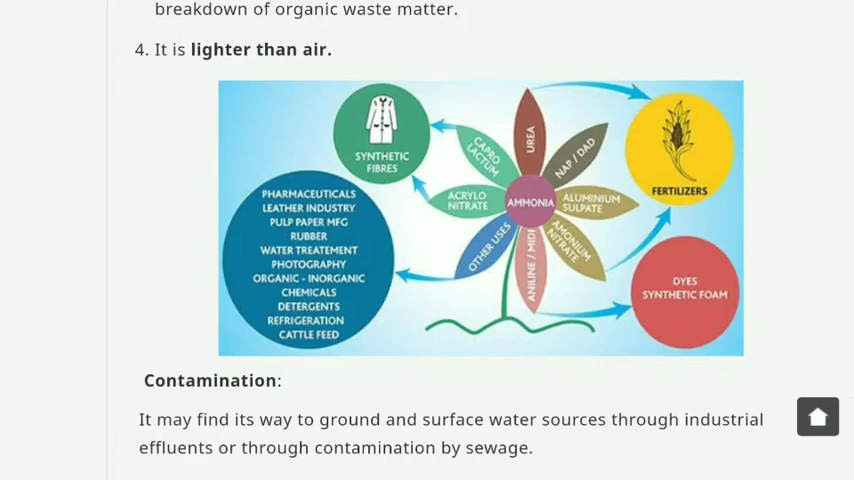 breakdown of organic waste matter.
4. It is lighter than air.
SYNTHETIC
FIBRES
CAPRO
LACTUM
UREA
NAP / DAD
FERTILIZERS
ACRYLO
NITRATE
AMMONIA
ALUMINIUM
SULPATE
OTHER USES
ANILINE / MIDI
AMONIUM
NITRATE
PHARMACEUTICALS
LEATHER INDUSTRY
PULP PAPER MFG
RUBBER
WATER TREATEMENT
PHOTOGRAPHY
ORGANIC - INORGANIC
CHEMICALS
DETERGENTS
REFRIGERATION
CATTLE FEED
DYES
SYNTHETIC FOAM
Contamination:
It may find its way to ground and surface water sources through industrial
effluents or through contamination by sewage.